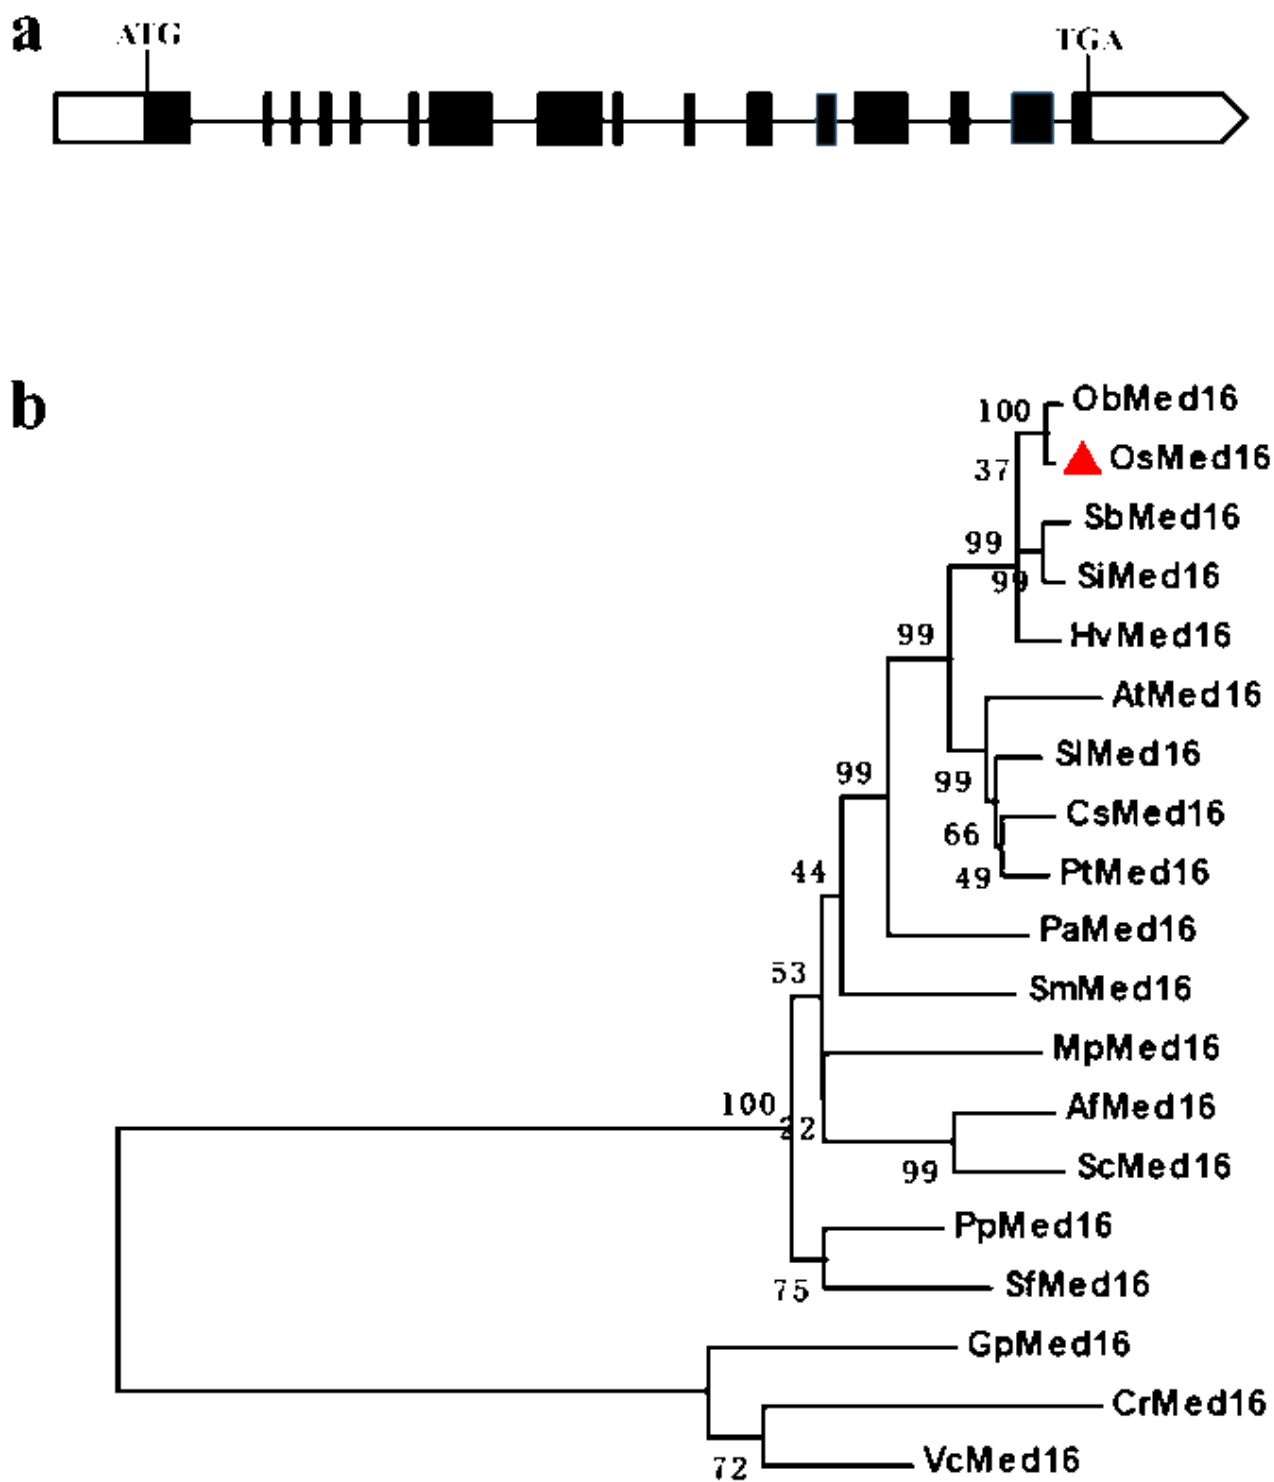 a
ATG
TGA
b
ObMed16
100
OsMed16
37
SbMed16
99
SiMed16
99
HvMed16
99
AtMed16
SlMed16
99
99
CsMed16
66
PtMed16
49
44
PaMed16
53
SmMed16
MpMed16
100
AfMed16
22
ScMed16
99
PpMed16
SfMed16
75
GpMed16
CrMed16
VcMed16
72